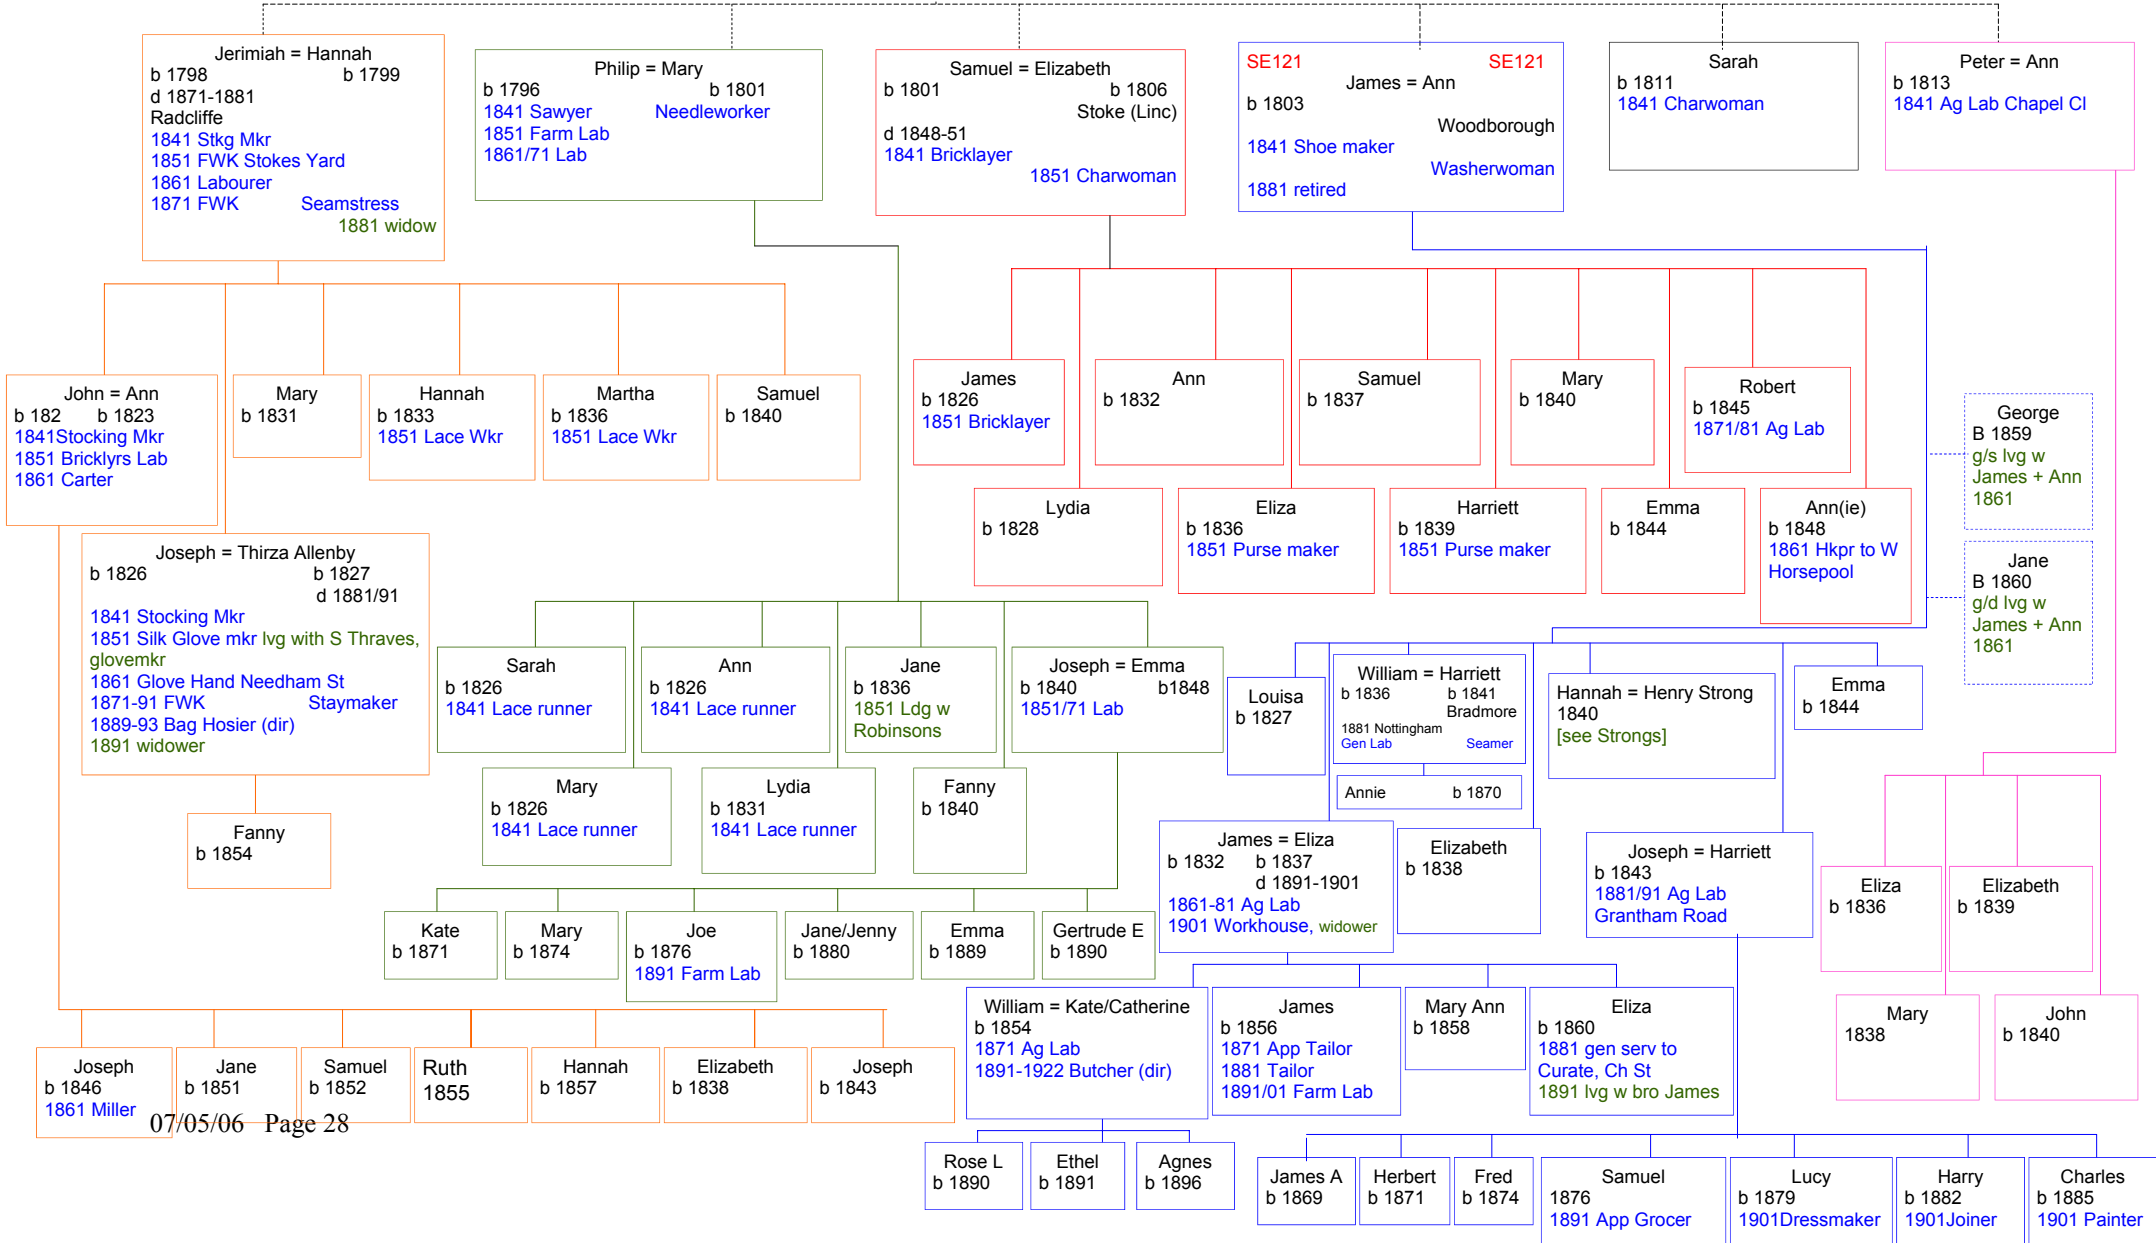 Jerimiah = Hannah
b 1798 b 1799
d 1871-1881
Radcliffe
1841 Stkg Mkr
1851 FWK Stokes Yard
1861 Labourer
1871 FWK Seamstress
1881 widow
Philip = Mary
b 1796 b 1801
1841 Sawyer Needleworker
1851 Farm Lab
1861/71 Lab
Samuel = Elizabeth
b 1801 b 1806
Stoke (Linc)
d 1848-51
1841 Bricklayer
1851 Charwoman
SE121 SE121
James = Ann
b 1803
Woodborough
1841 Shoe maker
Washerwoman
1881 retired
Sarah
b 1811
1841 Charwoman
Peter = Ann
b 1813
1841 Ag Lab Chapel Cl
John = Ann
b 182 b 1823
1841Stocking Mkr
1851 Bricklyrs Lab
1861 Carter
Mary
b 1831
Hannah
b 1833
1851 Lace Wkr
Martha
b 1836
1851 Lace Wkr
Samuel
b 1840
James
b 1826
1851 Bricklayer
Ann
b 1832
Samuel
b 1837
Mary
b 1840
Robert
b 1845
1871/81 Ag Lab
George
B 1859
g/s lvg w
James + Ann
1861
Lydia
b 1828
Eliza
b 1836
1851 Purse maker
Harriett
b 1839
1851 Purse maker
Emma
b 1844
Ann(ie)
b 1848
1861 Hkpr to W
Horsepool
Jane
B 1860
g/d lvg w
James + Ann
1861
Joseph = Thirza Allenby
b 1826 b 1827
d 1881/91
1841 Stocking Mkr
1851 Silk Glove mkr lvg with S Thraves,
glovemkr
1861 Glove Hand Needham St
1871-91 FWK Staymaker
1889-93 Bag Hosier (dir)
1891 widower
Sarah
b 1826
1841 Lace runner
Ann
b 1826
1841 Lace runner
Jane
b 1836
1851 Ldg w
Robinsons
Joseph = Emma
b 1840 b1848
1851/71 Lab
Louisa
b 1827
William = Harriett
b 1836 b 1841
Bradmore
1881 Nottingham
Gen Lab Seamer
Hannah = Henry Strong
1840
[see Strongs]
Emma
b 1844
Annie b 1870
Mary
b 1826
1841 Lace runner
Lydia
b 1831
1841 Lace runner
Fanny
b 1840
Fanny
b 1854
James = Eliza
b 1832 b 1837
d 1891-1901
1861-81 Ag Lab
1901 Workhouse, widower
Elizabeth
b 1838
Joseph = Harriett
b 1843
1881/91 Ag Lab
Grantham Road
Eliza
b 1836
Elizabeth
b 1839
Kate
b 1871
Mary
b 1874
Joe
b 1876
1891 Farm Lab
Jane/Jenny
b 1880
Emma
b 1889
Gertrude E
b 1890
William = Kate/Catherine
b 1854
1871 Ag Lab
1891-1922 Butcher (dir)
James
b 1856
1871 App Tailor
1881 Tailor
1891/01 Farm Lab
Mary Ann
b 1858
Eliza
b 1860
1881 gen serv to
Curate, Ch St
1891 lvg w bro James
Mary
1838
John
b 1840
Joseph
b 1846
1861 Miller
Jane
b 1851
Samuel
b 1852
Ruth
1855
Hannah
b 1857
Elizabeth
b 1838
Joseph
b 1843
07/05/06 Page 28
Rose L
b 1890
Ethel
b 1891
Agnes
b 1896
James A
b 1869
Herbert
b 1871
Fred
b 1874
Samuel
1876
1891 App Grocer
Lucy
b 1879
1901Dressmaker
Harry
b 1882
1901Joiner
Charles
b 1885
1901 Painter